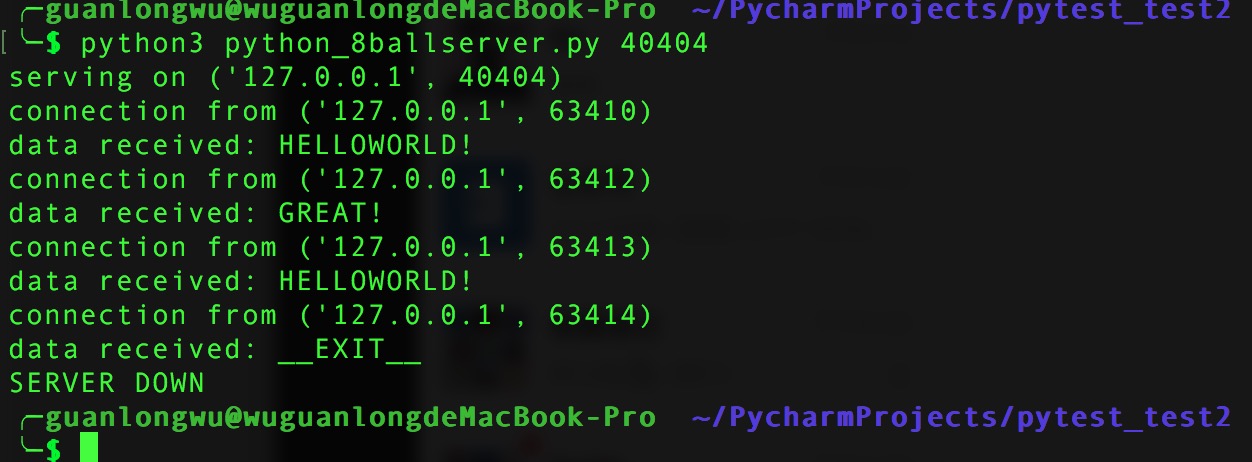 ╭─guanlongwu@wuguanlongdeMacBook-Pro ~/PycharmProjects/pytest_test2
[ ╰─$ python3 python_8ballserver.py 40404
serving on ('127.0.0.1', 40404)
connection from ('127.0.0.1', 63410)
data received: HELLOWORLD!
connection from ('127.0.0.1', 63412)
data received: GREAT!
connection from ('127.0.0.1', 63413)
data received: HELLOWORLD!
connection from ('127.0.0.1', 63414)
data received: __EXIT__
SERVER DOWN
╭─guanlongwu@wuguanlongdeMacBook-Pro ~/PycharmProjects/pytest_test2
╰─$